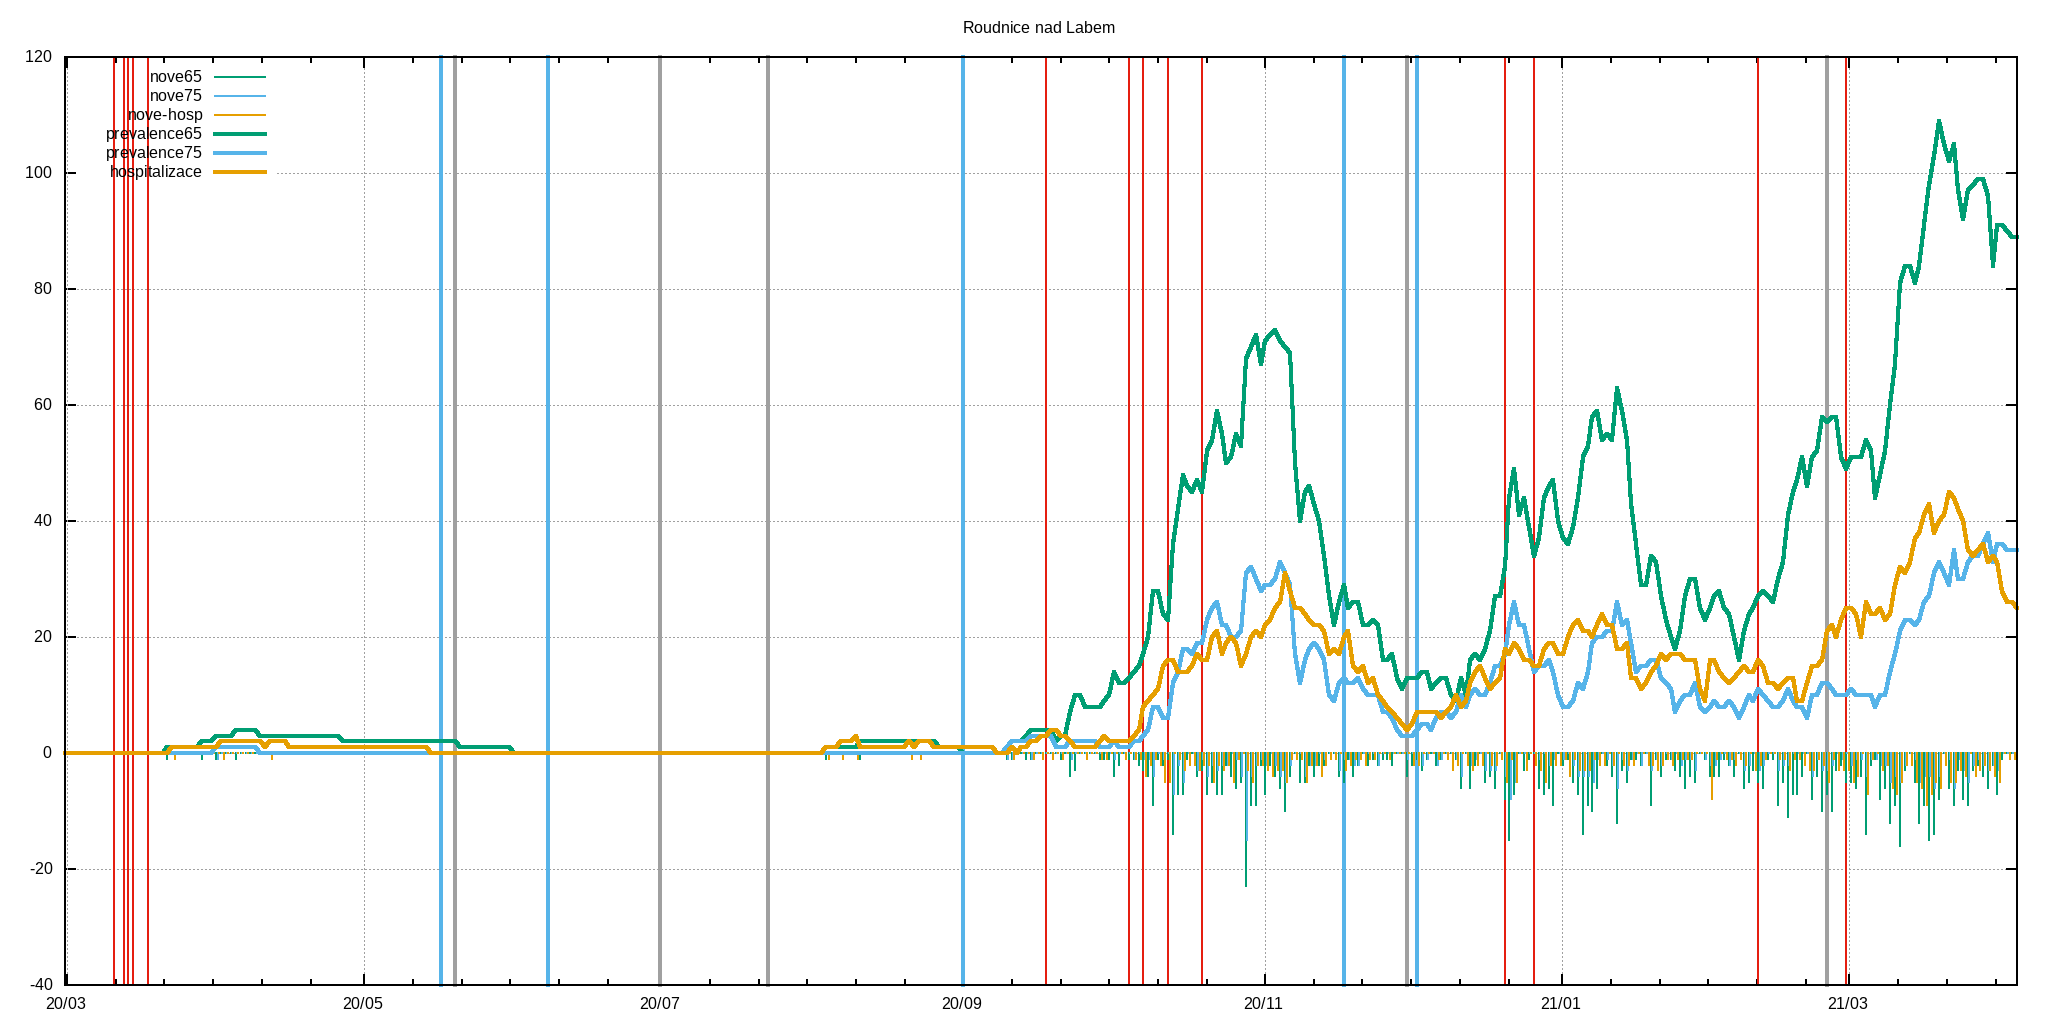 Roudnice nad Labem
120
100
80
60
40
20
0
-20
-40
nove65
nove75
nove-hosp
prevalence65
prevalence75
hospitalizace
20/03 20/05 20/07 20/09 20/11 21/01 21/03